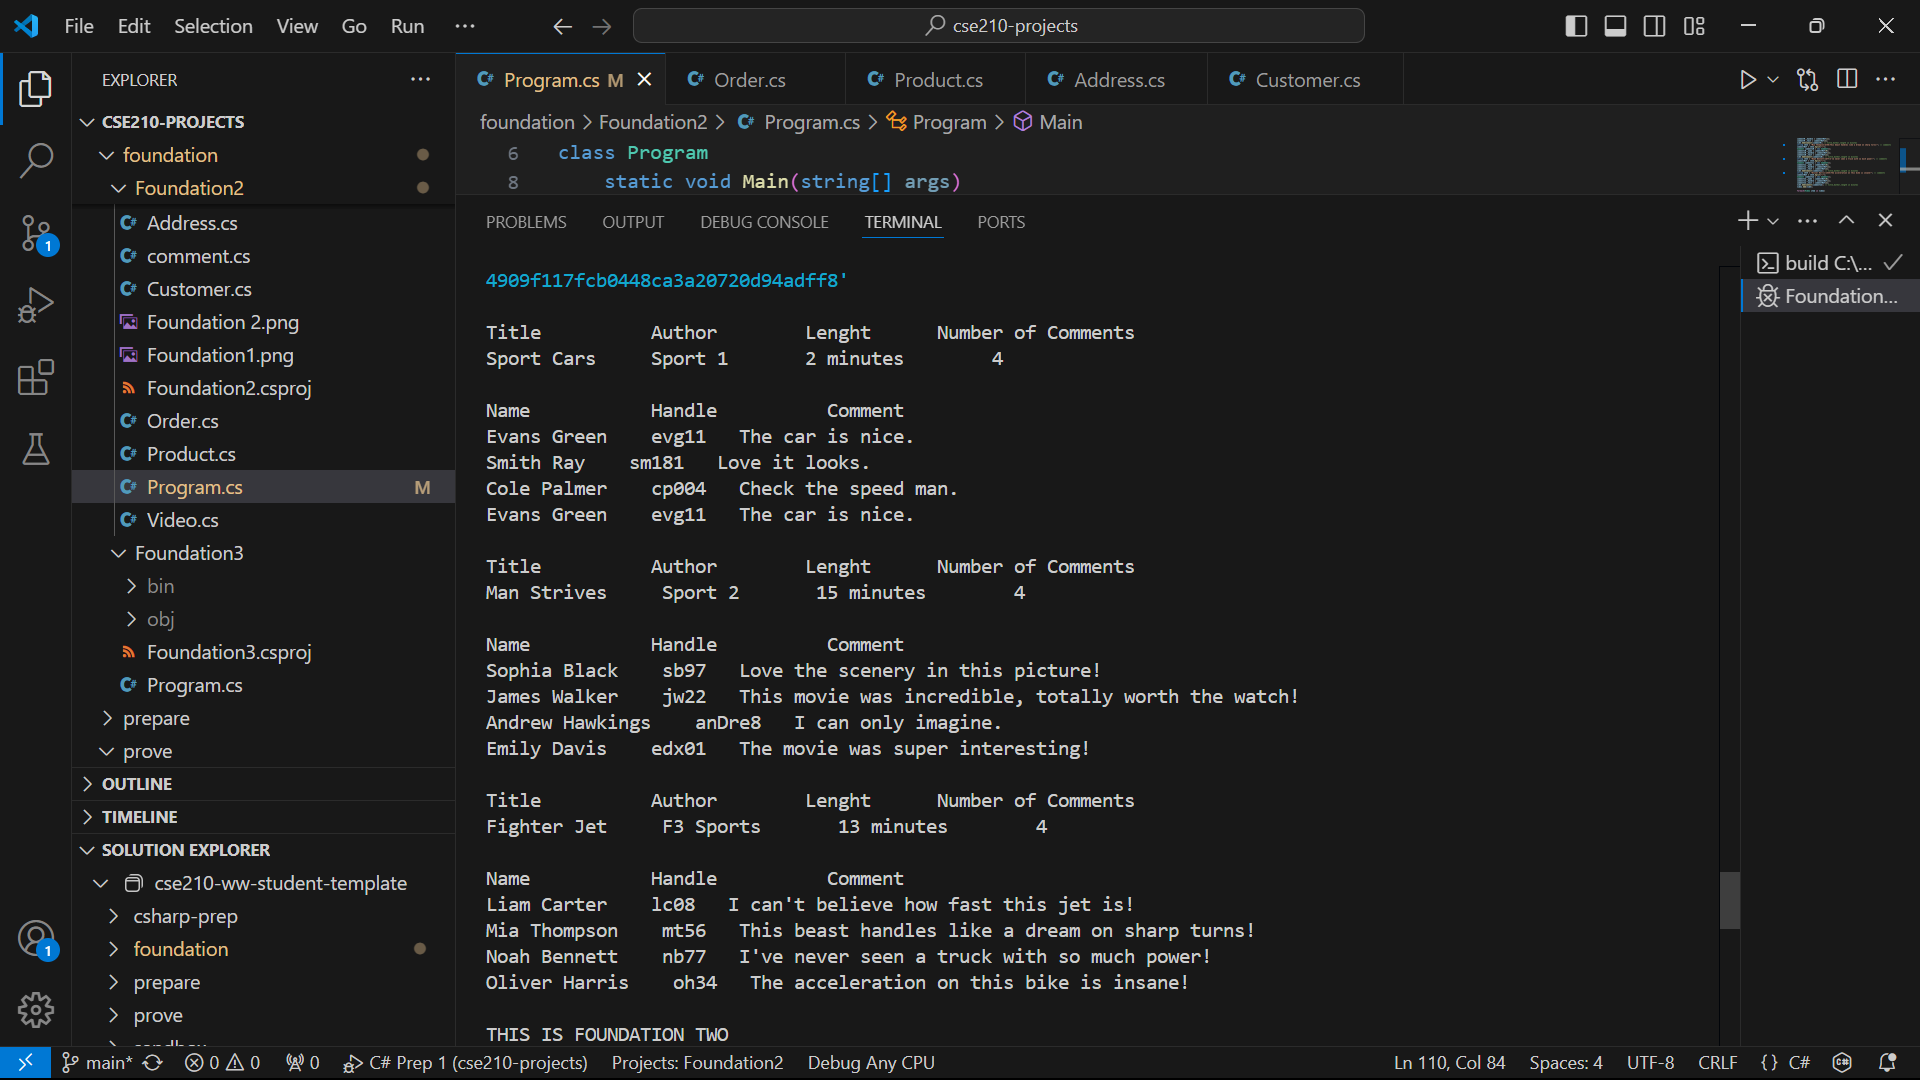 File Edit Selection View Go Run ... cse210-projects
EXPLORER ...
CSE210-PROJECTS
foundation
Foundation2
Address.cs
comment.cs
Customer.cs
Foundation 2.png
Foundation1.png
Foundation2.csproj
Order.cs
Product.cs
Program.cs M
Video.cs
Foundation3
bin
obj
Foundation3.csproj
Program.cs
prepare
prove
OUTLINE
TIMELINE
SOLUTION EXPLORER
cse210-ww-student-template
csharp-prep
foundation
prepare
prove
1
1
Program.cs M Order.cs Product.cs Address.cs Customer.cs
foundation > Foundation2 > Program.cs > Program > Main
6 class Program
8 static void Main(string[] args)
PROBLEMS OUTPUT DEBUG CONSOLE TERMINAL PORTS
build C:\...
Foundation...
4909f117fcb0448ca3a20720d94adff8'
Title Author Lenght Number of Comments
Sport Cars Sport 1 2 minutes 4
Name Handle Comment
Evans Green evg11 The car is nice.
Smith Ray sm181 Love it looks.
Cole Palmer cp004 Check the speed man.
Evans Green evg11 The car is nice.
Title Author Lenght Number of Comments
Man Strives Sport 2 15 minutes 4
Name Handle Comment
Sophia Black sb97 Love the scenery in this picture!
James Walker jw22 This movie was incredible, totally worth the watch!
Andrew Hawkings anDre8 I can only imagine.
Emily Davis edx01 The movie was super interesting!
Title Author Lenght Number of Comments
Fighter Jet F3 Sports 13 minutes 4
Name Handle Comment
Liam Carter lc08 I can't believe how fast this jet is!
Mia Thompson mt56 This beast handles like a dream on sharp turns!
Noah Bennett nb77 I've never seen a truck with so much power!
Oliver Harris oh34 The acceleration on this bike is insane!
THIS IS FOUNDATION TWO
main* 0 0 0 C# Prep 1 (cse210-projects) Projects: Foundation2 Debug Any CPU Ln 110, Col 84 Spaces: 4 UTF-8 CRLF {} C#